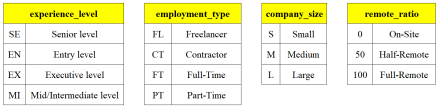 experience_level
SE Senior level
EN Entry level
EX Executive level
MI Mid/Intermediate level
employment_type
FL Freelancer
CT Contractor
FT Full-Time
PT Part-Time
company_size
S Small
M Medium
L Large
remote_ratio
0 On-Site
50 Half-Remote
100 Full-Remote